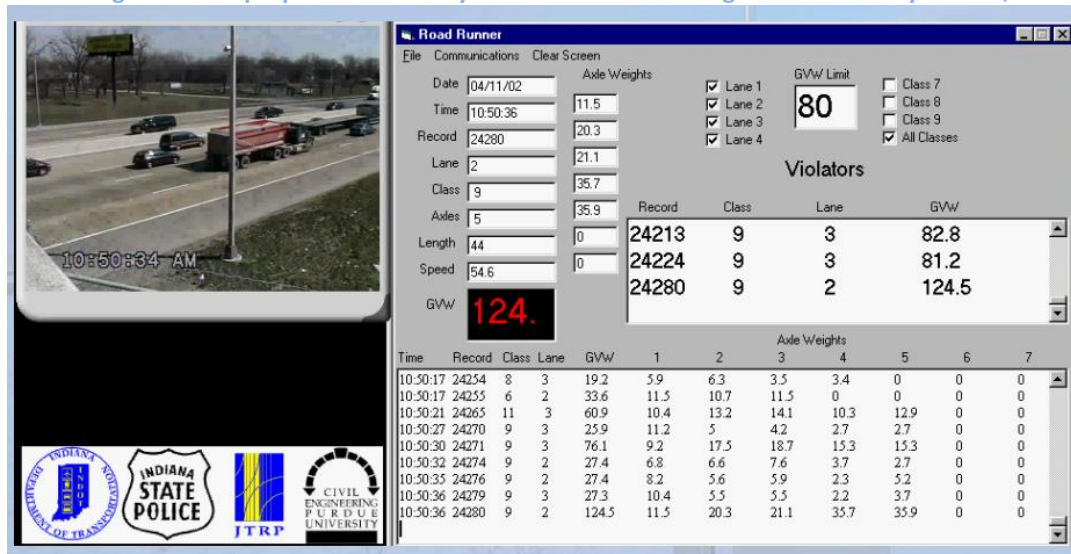 10:50:34 AM
INDIANA DEPARTMENT OF TRANSPORTATION
INDOT
INDIANA
STATE
POLICE
JTRP
CIVIL
ENGINEERING
PURDUE
UNIVERSITY
Road Runner
File Communications Clear Screen
Date 04/11/02
Time 10:50:36
Record 24280
Lane 2
Class 9
Axles 5
Length 44
Speed 54.6
GVW 124.
Axle Weights
11.5
20.3
21.1
35.7
35.9
0
0
Lane 1
Lane 2
Lane 3
Lane 4
GVW Limit
80
Class 7
Class 8
Class 9
All Classes
Violators
Record Class Lane GVW
24213 9 3 82.8
24224 9 3 81.2
24280 9 2 124.5
Axle Weights
Time Record Class Lane GVW 1 2 3 4 5 6 7
10:50:17 24254 8 3 19.2 5.9 6.3 3.5 3.4 0 0 0
10:50:17 24255 6 2 33.6 11.5 10.7 11.5 0 0 0 0
10:50:21 24265 11 3 60.9 10.4 13.2 14.1 10.3 12.9 0 0
10:50:27 24270 9 3 25.9 11.2 5 4.2 2.7 2.7 0 0
10:50:30 24271 9 3 76.1 9.2 17.5 18.7 15.3 15.3 0 0
10:50:32 24274 9 2 27.4 6.8 6.6 7.6 3.7 2.7 0 0
10:50:35 24276 9 2 27.4 8.2 5.6 5.9 2.3 5.2 0 0
10:50:36 24279 9 3 27.3 10.4 5.5 5.5 2.2 3.7 0 0
10:50:36 24280 9 2 124.5 11.5 20.3 21.1 35.7 35.9 0 0